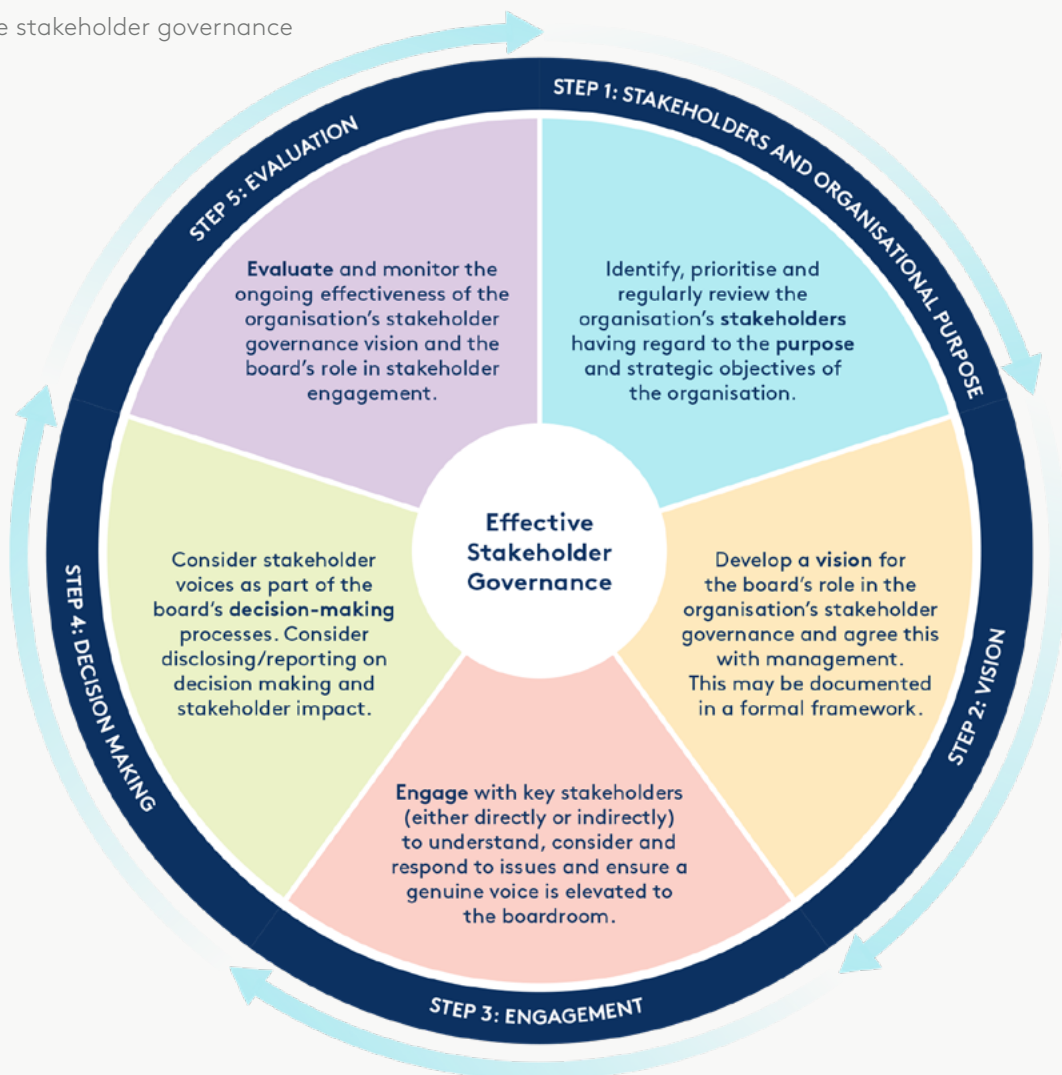 e stakeholder governance
STEP 1: STAKEHOLDERS AND ORGANISATIONAL PURPOSE
Identify, prioritise and
regularly review the
organisation's stakeholders
having regard to the purpose
and strategic objectives of
the organisation.
STEP 2: VISION
Develop a vision for
the board's role in the
organisation's stakeholder
governance and agree this
with management.
This may be documented
in a formal framework.
STEP 3: ENGAGEMENT
Engage with key stakeholders
(either directly or indirectly)
to understand, consider and
respond to issues and ensure a
genuine voice is elevated to
the boardroom.
STEP 4: DECISION MAKING
Consider stakeholder
voices as part of the
board's decision-making
processes. Consider
disclosing/reporting on
decision making and
stakeholder impact.
STEP 5: EVALUATION
Evaluate and monitor the
ongoing effectiveness of the
organisation's stakeholder
governance vision and the
board's role in stakeholder
engagement.
Effective
Stakeholder
Governance